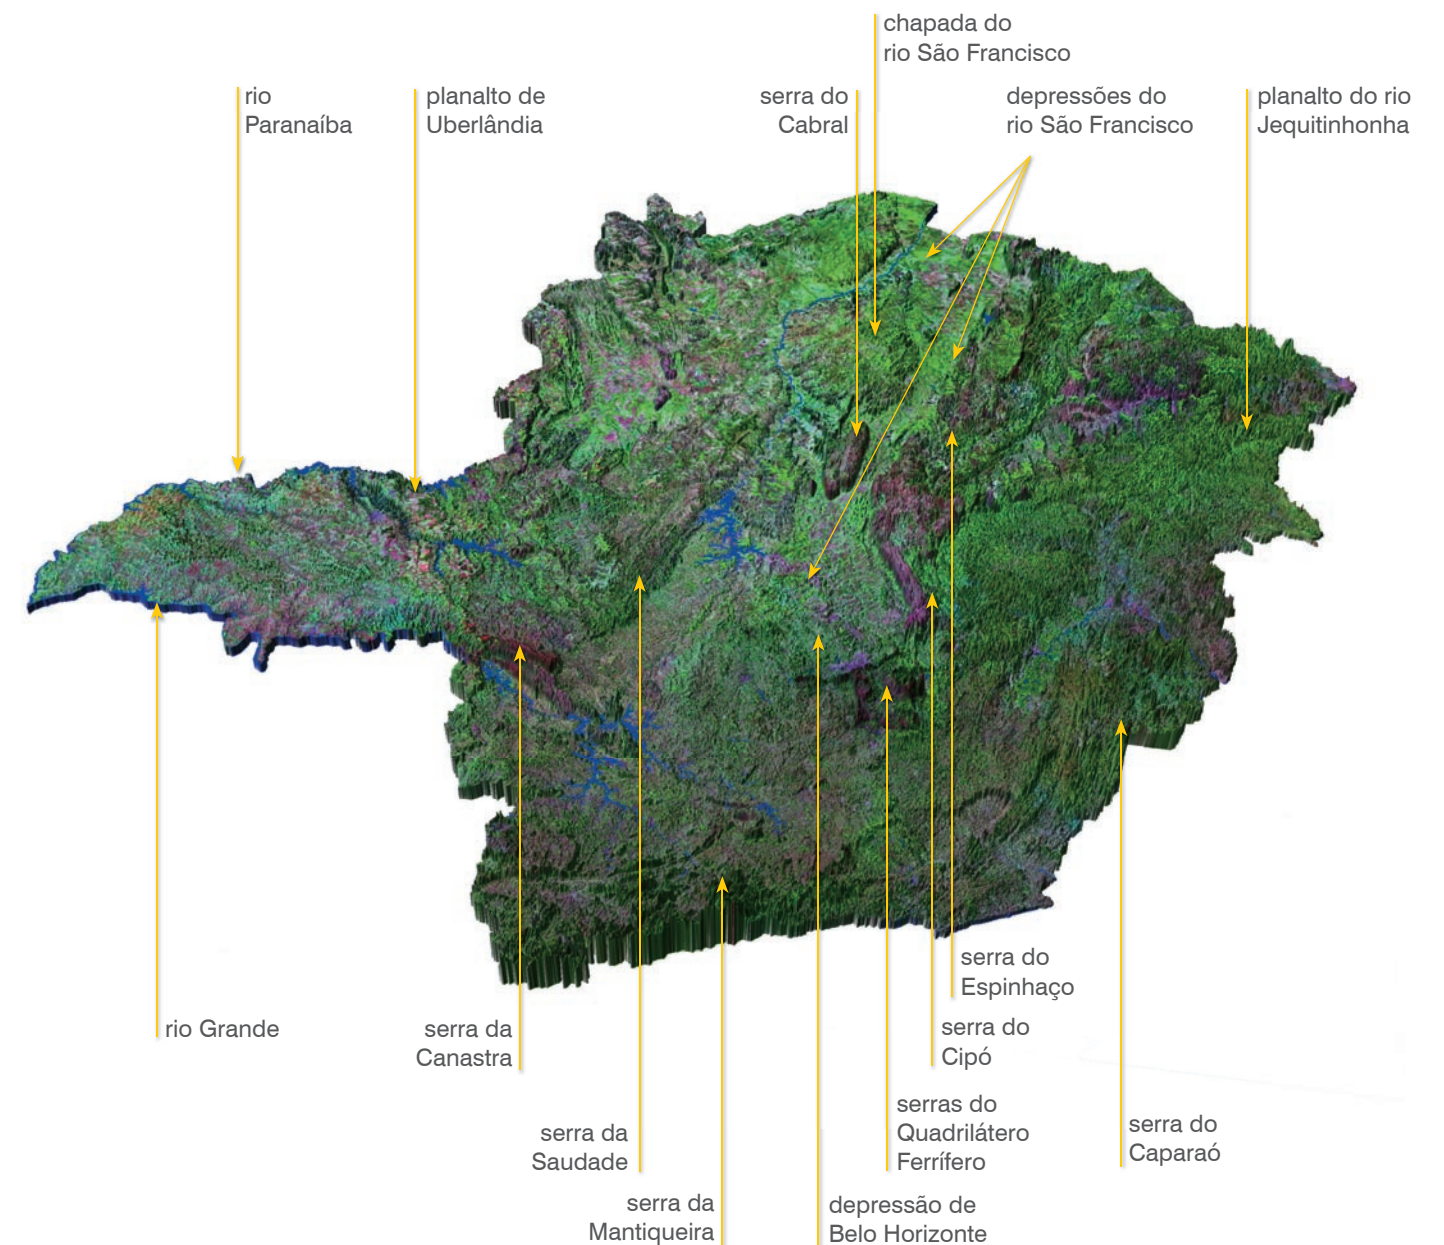 chapada do
rio São Francisco
rio
Paranaíba
planalto de
Uberlândia
serra do
Cabral
depressões do
rio São Francisco
planalto do rio
Jequitinhonha
serra do
Espinhaço
rio Grande
serra da
Canastra
serra do
Cipó
serras do
Quadrilátero
Ferrífero
serra da
Saudade
serra do
Caparaó
serra da
Mantiqueira
depressão de
Belo Horizonte